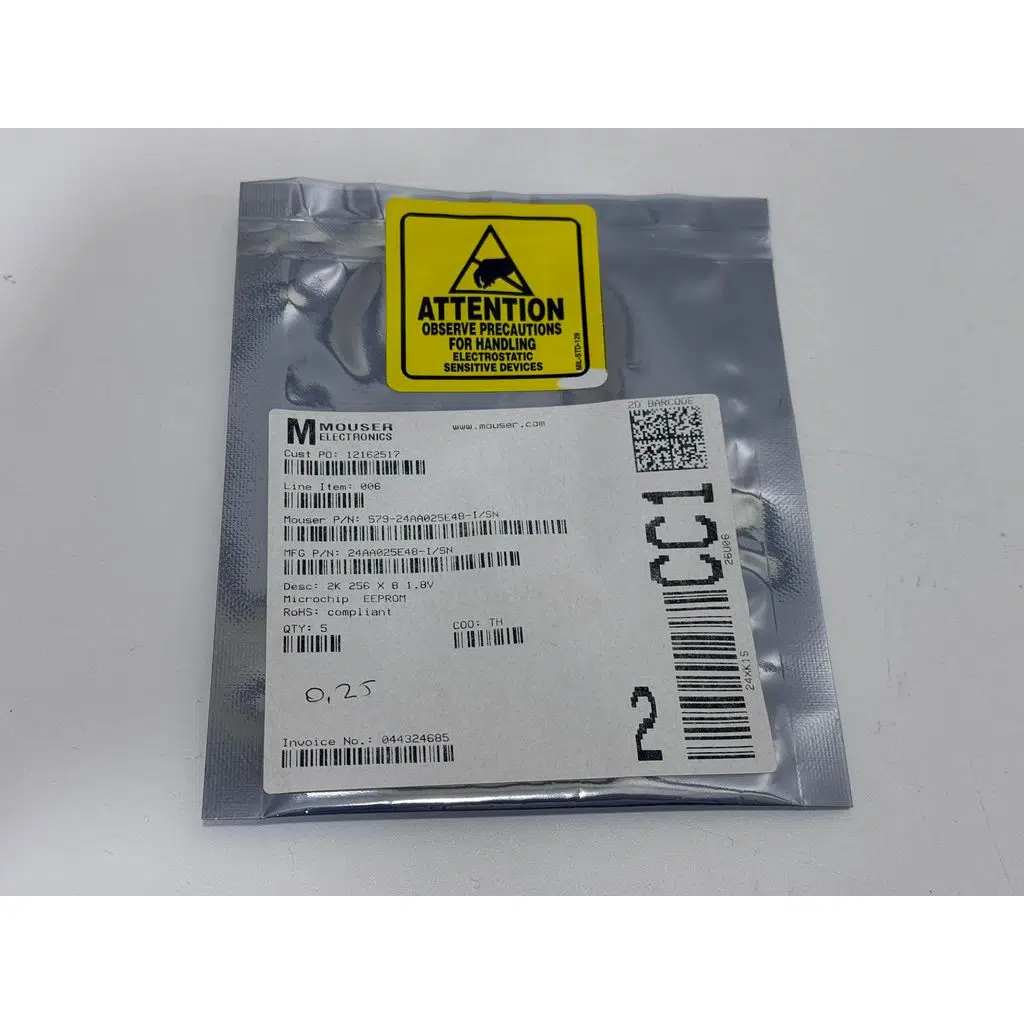 ATTENTION
OBSERVE PRECAUTIONS
FOR HANDLING
ELECTROSTATIC
SENSITIVE DEVICES
MIL-STD-129
M MOUSER
ELECTRONICS
www.mouser.com
2D BARCODE
Cust PO: 12162517
Line Item: 006
Mouser P/N: 579-24AA025E48-I/SN
MFG P/N: 24AA025E48-I/SN
Desc: 2K 256 X 8 1.8V
Microchip EEPROM
RoHS: compliant
QTY: 5
COO: TH
0,25
Invoice No.: 044324685
2
CC1
26U06
24XK1S